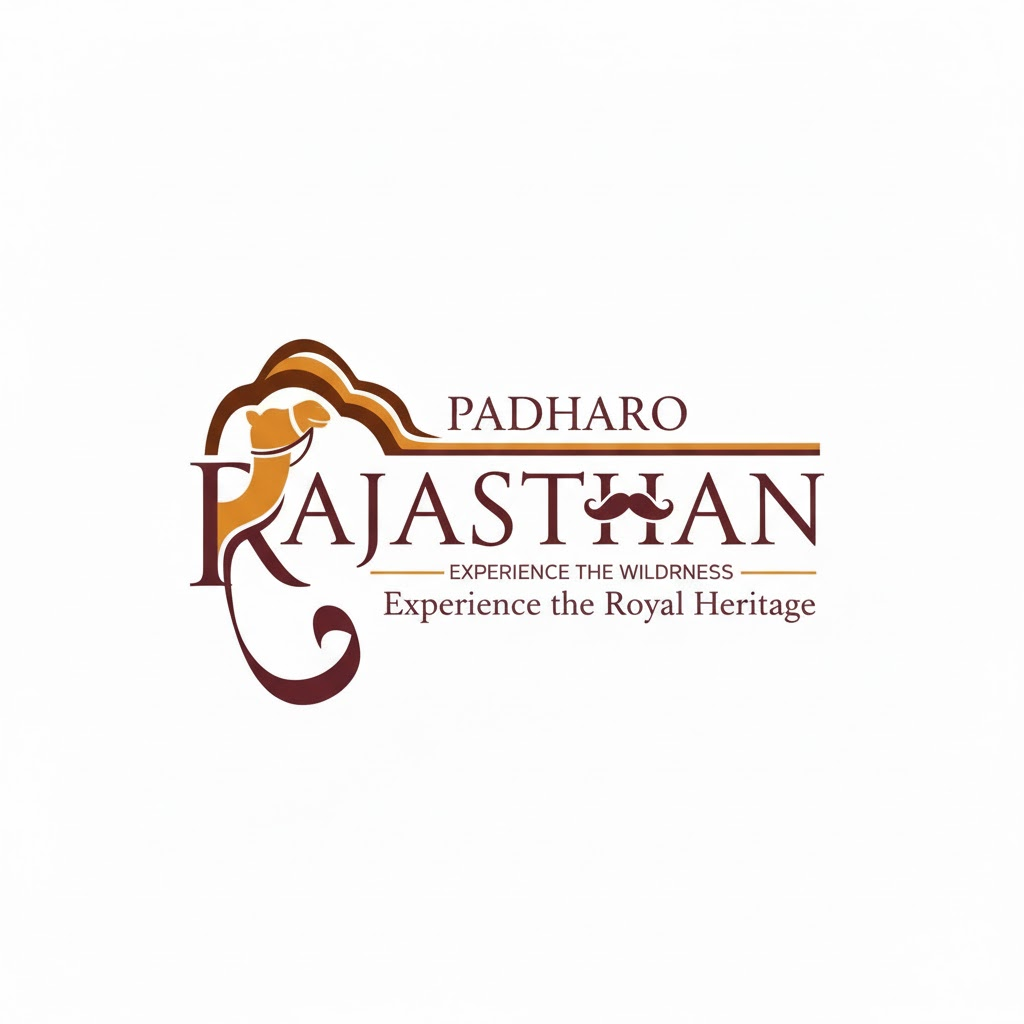 PADHARO
RAJASTHAN
EXPERIENCE THE WILDRNESS
Experience the Royal Heritage